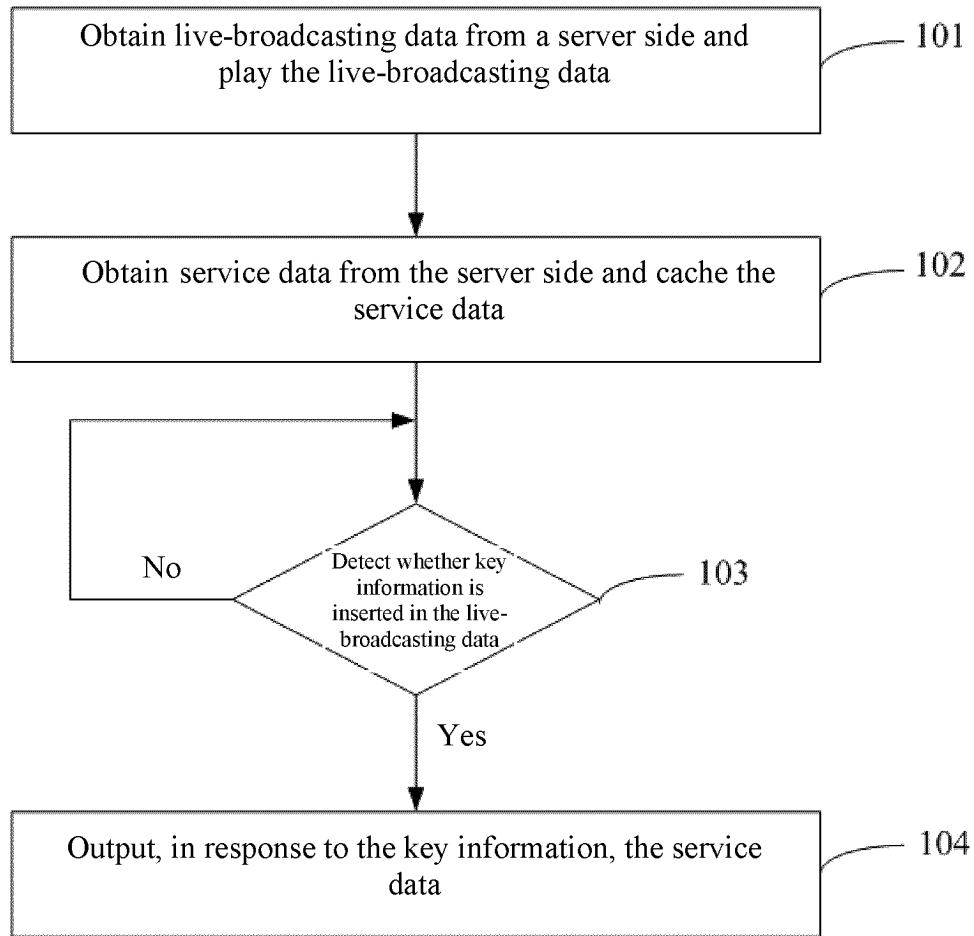 Obtain live-broadcasting data from a server side and
play the live-broadcasting data
101
Obtain service data from the server side and cache the
service data
102
Detect whether key
information is
inserted in the live-
broadcasting data
103
No
Yes
Output, in response to the key information, the service
data
104